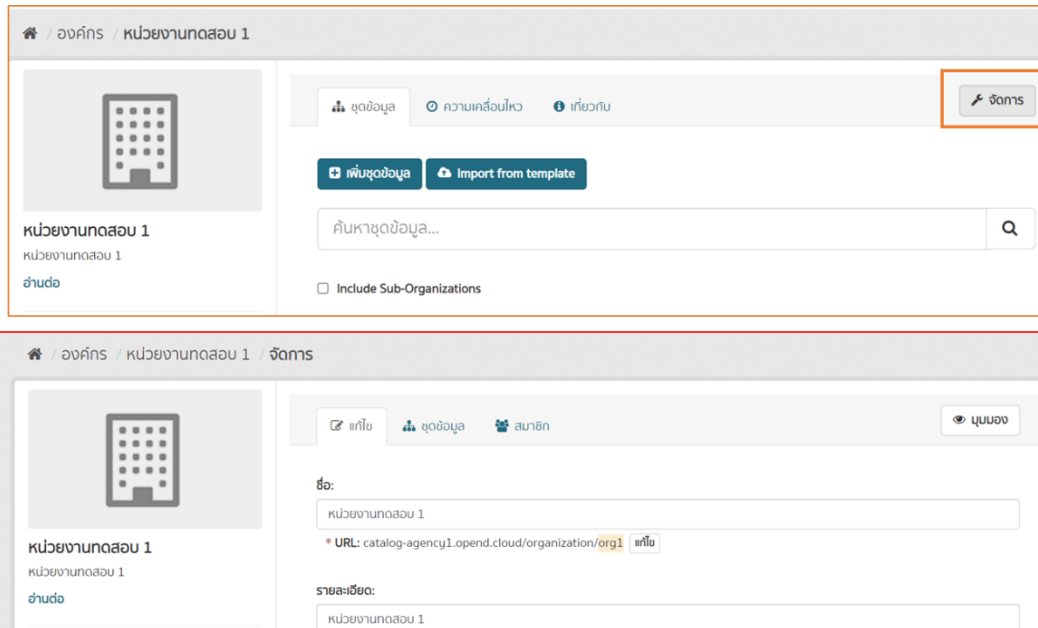 / องค์กร / หน่วยงานทดสอบ 1
ชุดข้อมูล ความเคลื่อนไหว เกี่ยวกับ จัดการ
เพิ่มชุดข้อมูล Import from template
ค้นหาชุดข้อมูล...
หน่วยงานทดสอบ 1
หน่วยงานทดสอบ 1
อ่านต่อ
Include Sub-Organizations
/ องค์กร / หน่วยงานทดสอบ 1 / จัดการ
แก้ไข ชุดข้อมูล สมาชิก มุมมอง
ชื่อ:
หน่วยงานทดสอบ 1
* URL: catalog-agency1.opend.cloud/organization/org1 แก้ไข
หน่วยงานทดสอบ 1
หน่วยงานทดสอบ 1
อ่านต่อ
รายละเอียด:
หน่วยงานทดสอบ 1